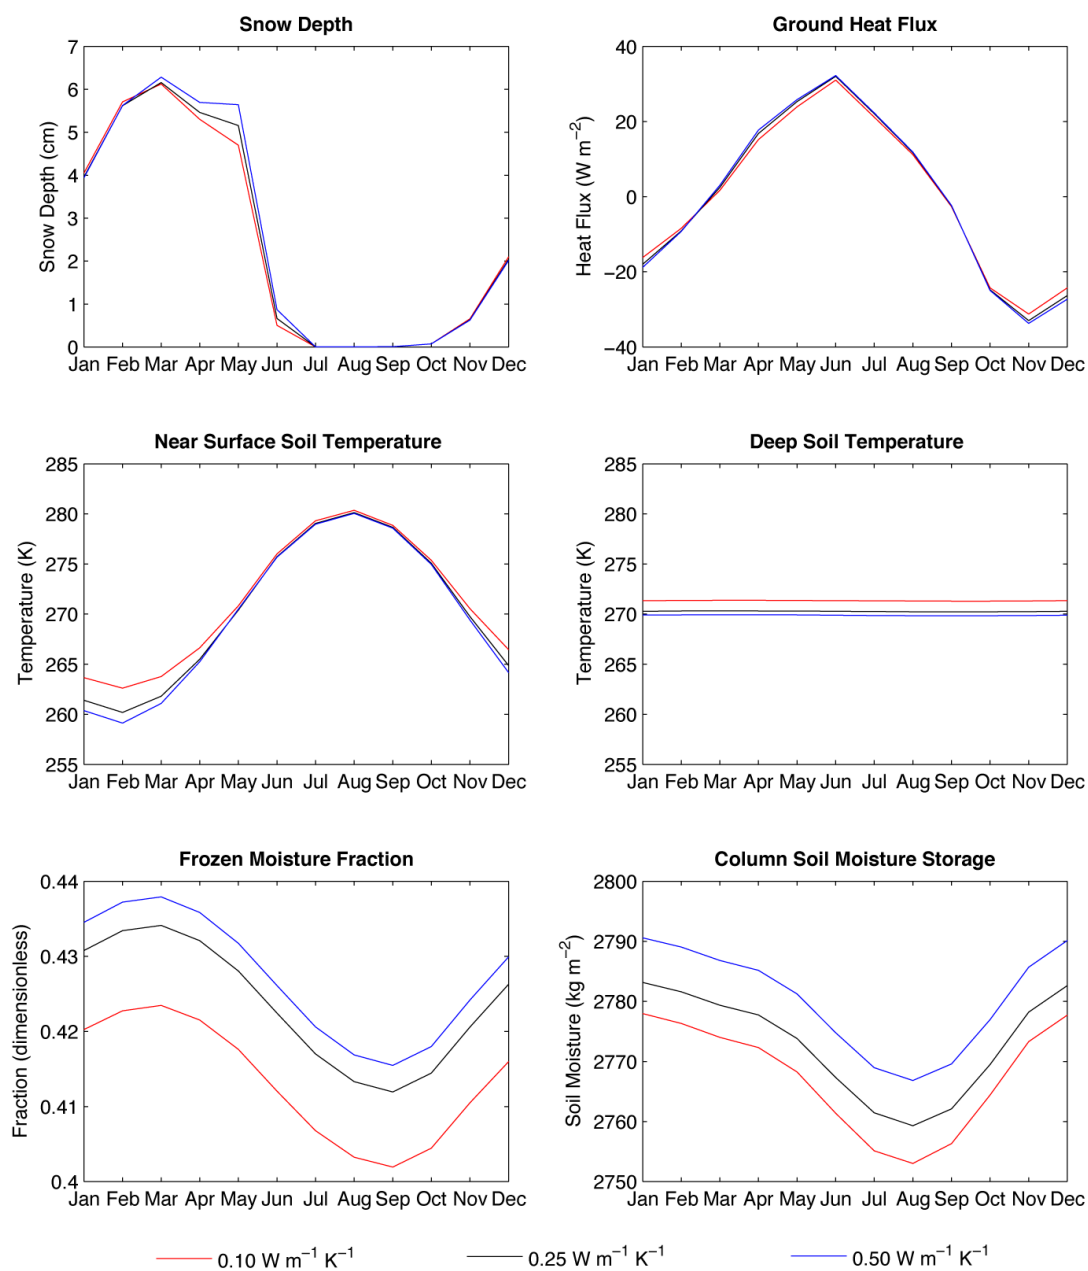 Snow Depth
Snow Depth (cm)
7
6
5
4
3
2
1
0
Jan Feb Mar Apr May Jun Jul Aug Sep Oct Nov Dec
Ground Heat Flux
Heat Flux (W m⁻²)
40
20
0
−20
−40
Jan Feb Mar Apr May Jun Jul Aug Sep Oct Nov Dec
Near Surface Soil Temperature
Temperature (K)
285
280
275
270
265
260
255
Jan Feb Mar Apr May Jun Jul Aug Sep Oct Nov Dec
Deep Soil Temperature
Temperature (K)
285
280
275
270
265
260
255
Jan Feb Mar Apr May Jun Jul Aug Sep Oct Nov Dec
Frozen Moisture Fraction
Fraction (dimensionless)
0.44
0.43
0.42
0.41
0.4
Jan Feb Mar Apr May Jun Jul Aug Sep Oct Nov Dec
Column Soil Moisture Storage
Soil Moisture (kg m⁻²)
2800
2790
2780
2770
2760
2750
Jan Feb Mar Apr May Jun Jul Aug Sep Oct Nov Dec
0.10 W m⁻¹ K⁻¹
0.25 W m⁻¹ K⁻¹
0.50 W m⁻¹ K⁻¹